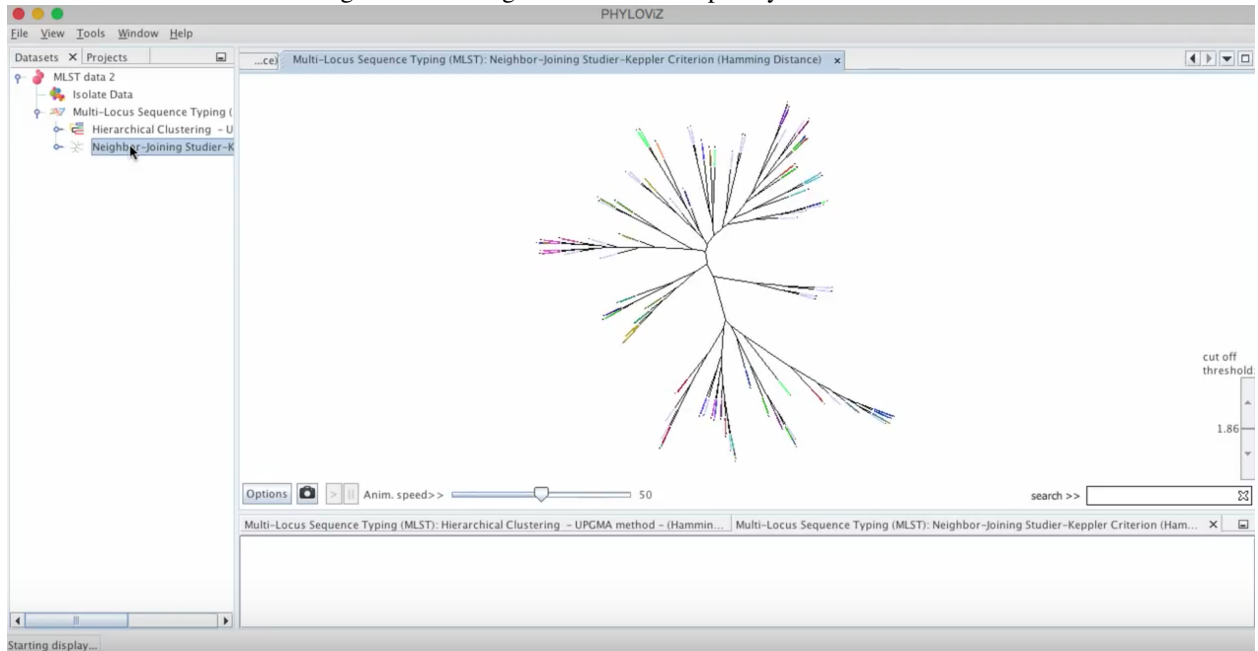 PHYLOViZ
File View Tools Window Help
Datasets X Projects
...ce) Multi-Locus Sequence Typing (MLST): Neighbor-Joining Studier-Keppler Criterion (Hamming Distance) x
MLST data 2
Isolate Data
Multi-Locus Sequence Typing (
Hierarchical Clustering - U
Neighbor-Joining Studier-K
cut off
threshold:
1.86
Options > || Anim. speed>> 50
search >>
Multi-Locus Sequence Typing (MLST): Hierarchical Clustering - UPGMA method - (Hammin... Multi-Locus Sequence Typing (MLST): Neighbor-Joining Studier-Keppler Criterion (Ham... X
Starting display...